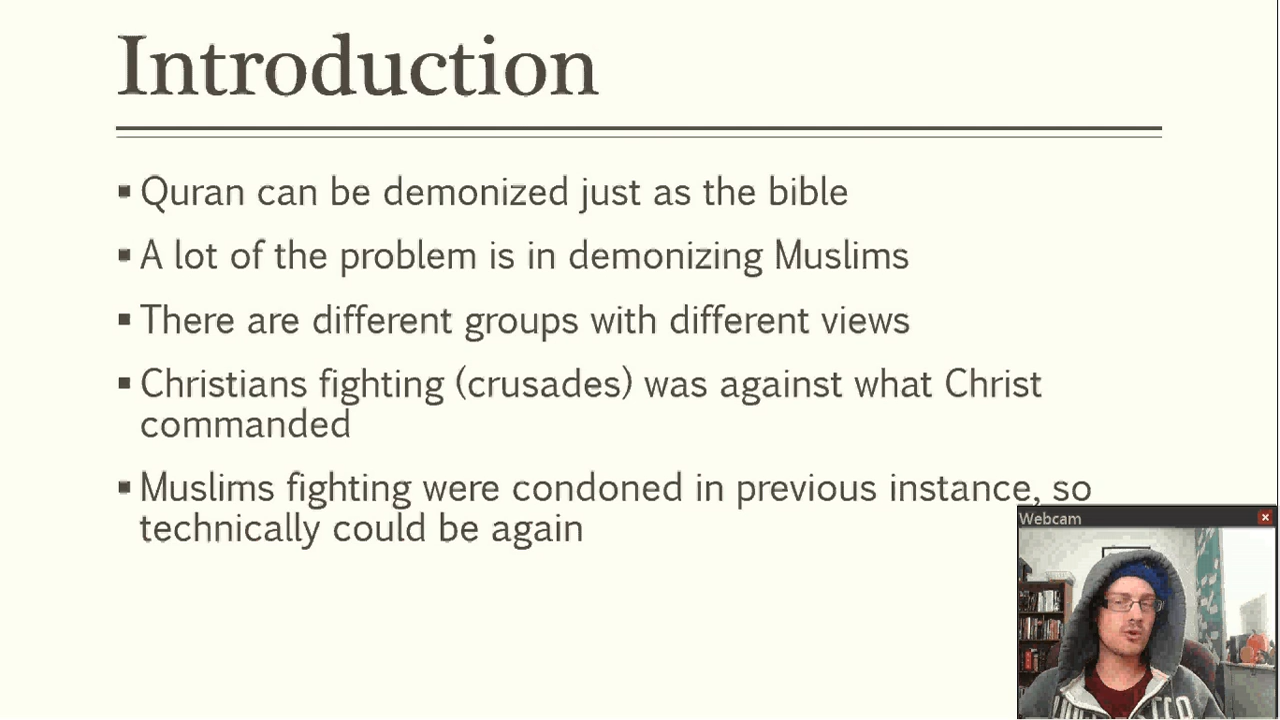 Introduction
▪ Quran can be demonized just as the bible
▪ A lot of the problem is in demonizing Muslims
▪ There are different groups with different views
▪ Christians fighting (crusades) was against what Christ
commanded
▪ Muslims fighting were condoned in previous instance, so
technically could be again
Webcam